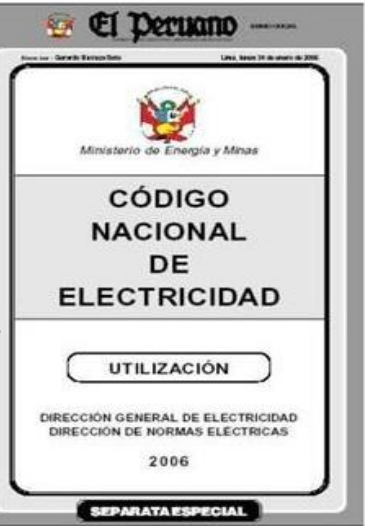 El Peruano
Ministerio de Energía y Minas
CÓDIGO
NACIONAL
DE
ELECTRICIDAD
UTILIZACIÓN
DIRECCIÓN GENERAL DE ELECTRICIDAD
DIRECCIÓN DE NORMAS ELÉCTRICAS
2006
SEPARATA ESPECIAL